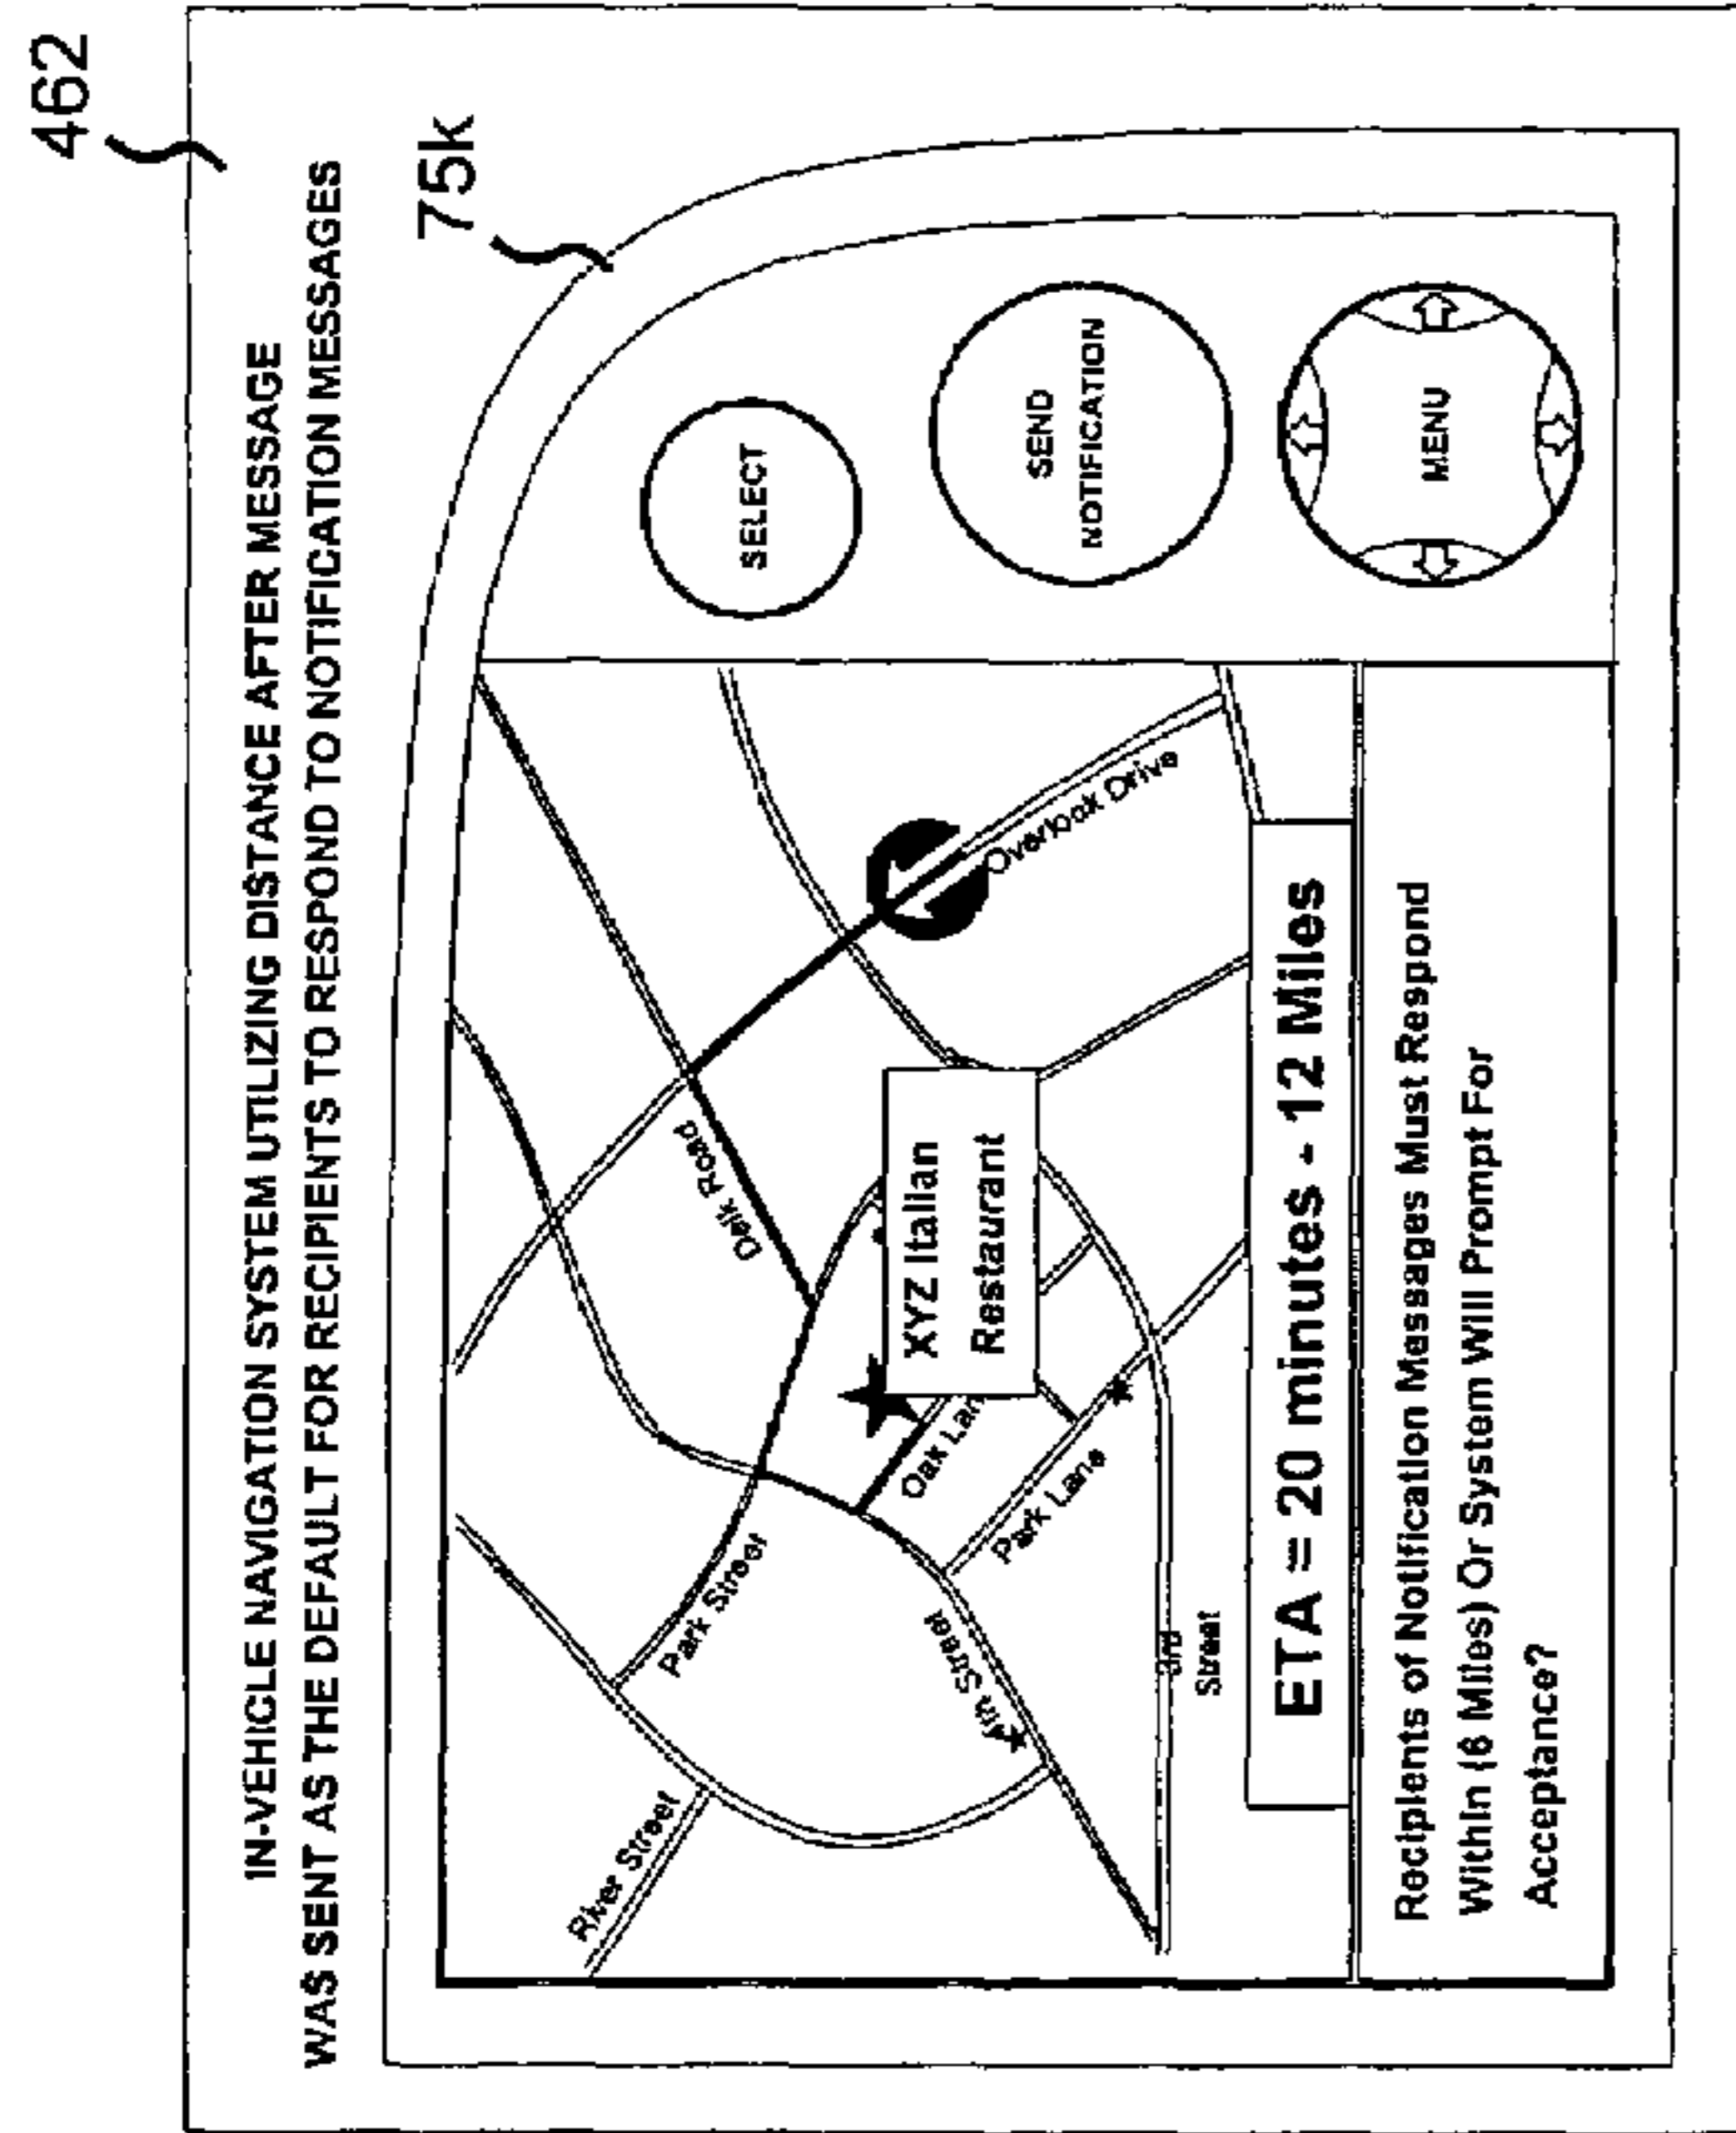 462
IN-VEHICLE NAVIGATION SYSTEM UTILIZING DISTANCE AFTER MESSAGE
WAS SENT AS THE DEFAULT FOR RECIPIENTS TO RESPOND TO NOTIFICATION MESSAGES
75k
River Street
Park Street
Delk Road
XYZ Italian
Restaurant
Oak Lan
Park Lane
Overlook Drive
Street
3rd
Street
ETA = 20 minutes - 12 Miles
Recipients of Notification Messages Must Respond
Within (6 Miles) Or System Will Prompt For
Acceptance?
SELECT
SEND
NOTIFICATION
MENU